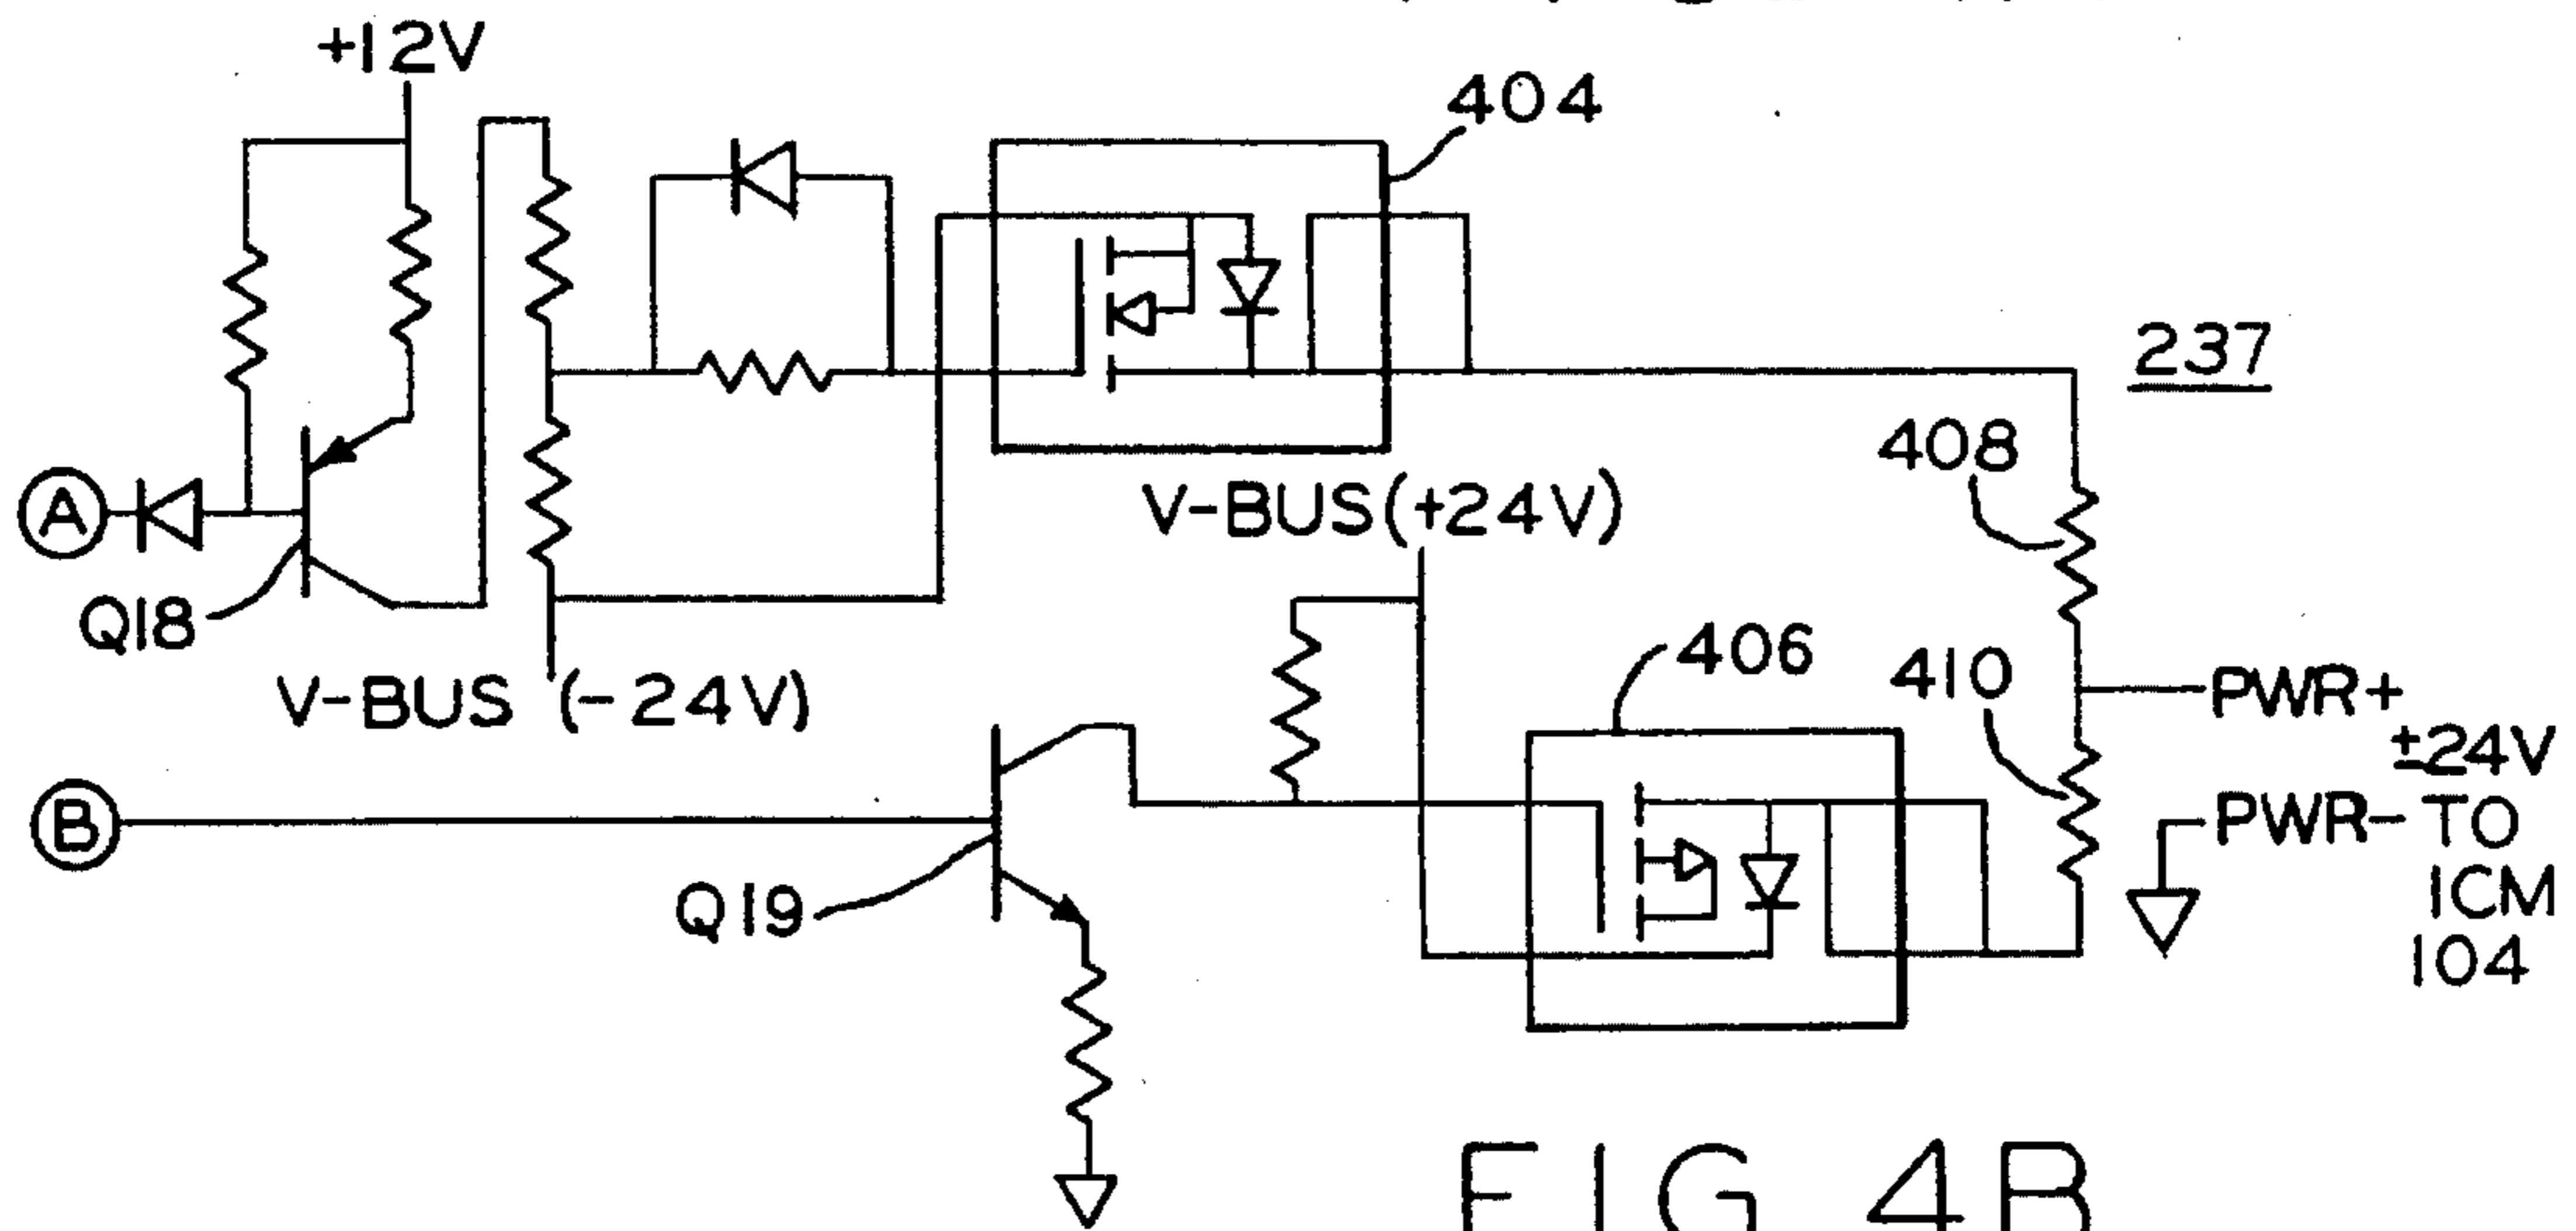 +12V
404
237
408
A
V-BUS(+24V)
Q18
406
410
V-BUS (-24V)
PWR+
±24V
B
PWR- TO
Q19
ICM
104
FIG 4B